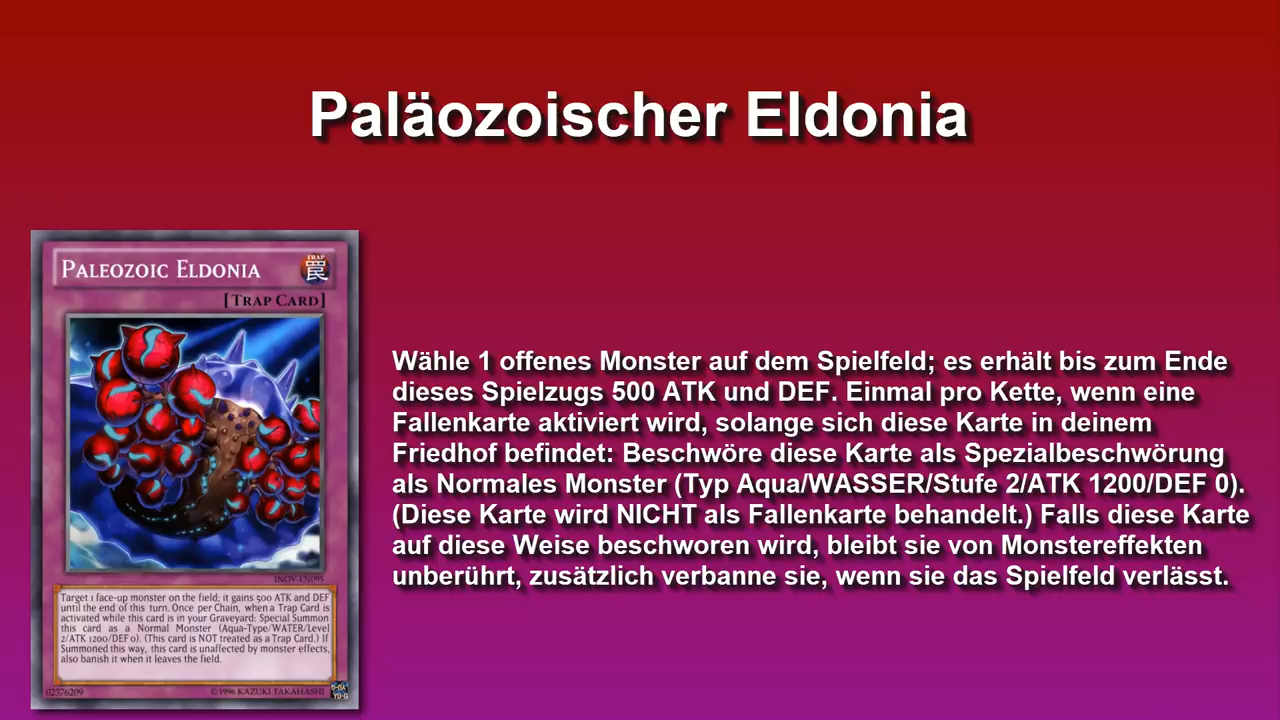 Paläozoischer Eldonia
PALEOZOIC ELDONIA
TRAP
罠
[TRAP CARD]
INOV-EN095
Target 1 face-up monster on the field; it gains 500 ATK and DEF
until the end of this turn. Once per Chain, when a Trap Card is
activated while this card is in your Graveyard: Special Summon
this card as a Normal Monster (Aqua-Type/WATER/Level
2/ATK 1200/DEF 0). (This card is NOT treated as a Trap Card.) If
Summoned this way, this card is unaffected by monster effects,
also banish it when it leaves the field.
02376209
©1996 KAZUKI TAKAHASHI
Wähle 1 offenes Monster auf dem Spielfeld; es erhält bis zum Ende
dieses Spielzugs 500 ATK und DEF. Einmal pro Kette, wenn eine
Fallenkarte aktiviert wird, solange sich diese Karte in deinem
Friedhof befindet: Beschwöre diese Karte als Spezialbeschwörung
als Normales Monster (Typ Aqua/WASSER/Stufe 2/ATK 1200/DEF 0).
(Diese Karte wird NICHT als Fallenkarte behandelt.) Falls diese Karte
auf diese Weise beschworen wird, bleibt sie von Monstereffekten
unberührt, zusätzlich verbanne sie, wenn sie das Spielfeld verlässt.